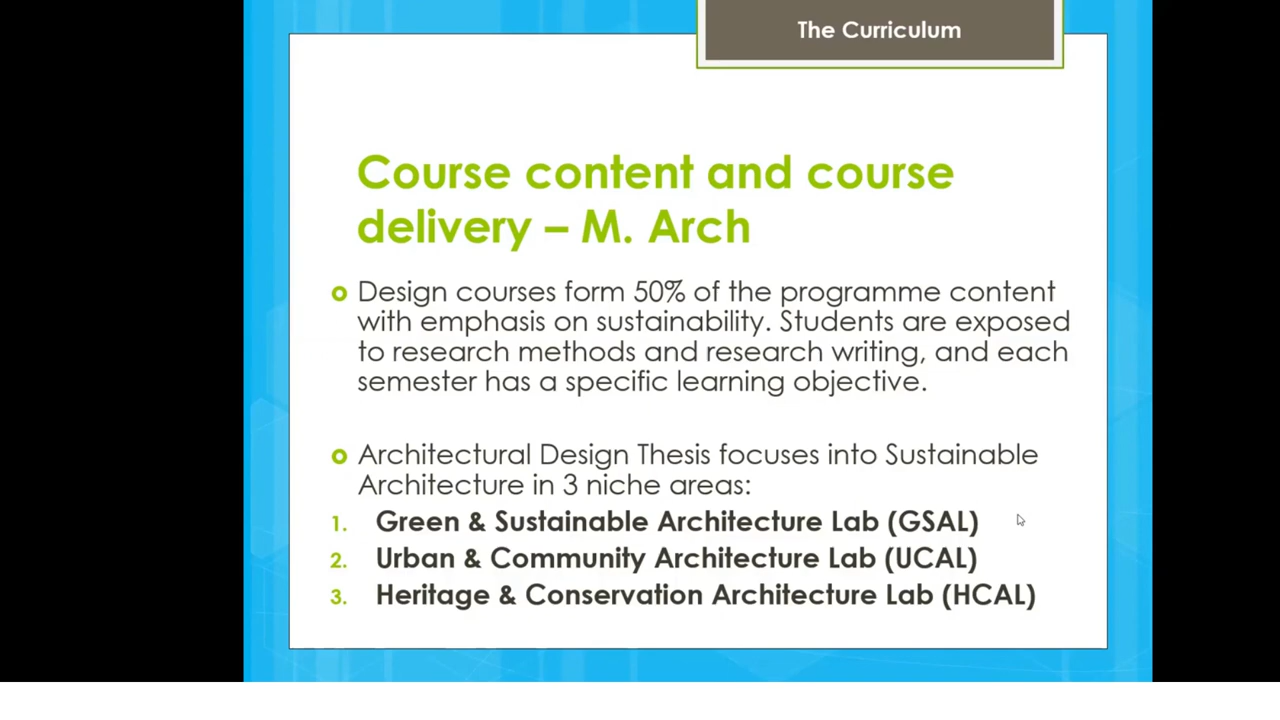 The Curriculum
Course content and course
delivery – M. Arch
Design courses form 50% of the programme content
with emphasis on sustainability. Students are exposed
to research methods and research writing, and each
semester has a specific learning objective.
Architectural Design Thesis focuses into Sustainable
Architecture in 3 niche areas:
1. Green & Sustainable Architecture Lab (GSAL)
2. Urban & Community Architecture Lab (UCAL)
3. Heritage & Conservation Architecture Lab (HCAL)